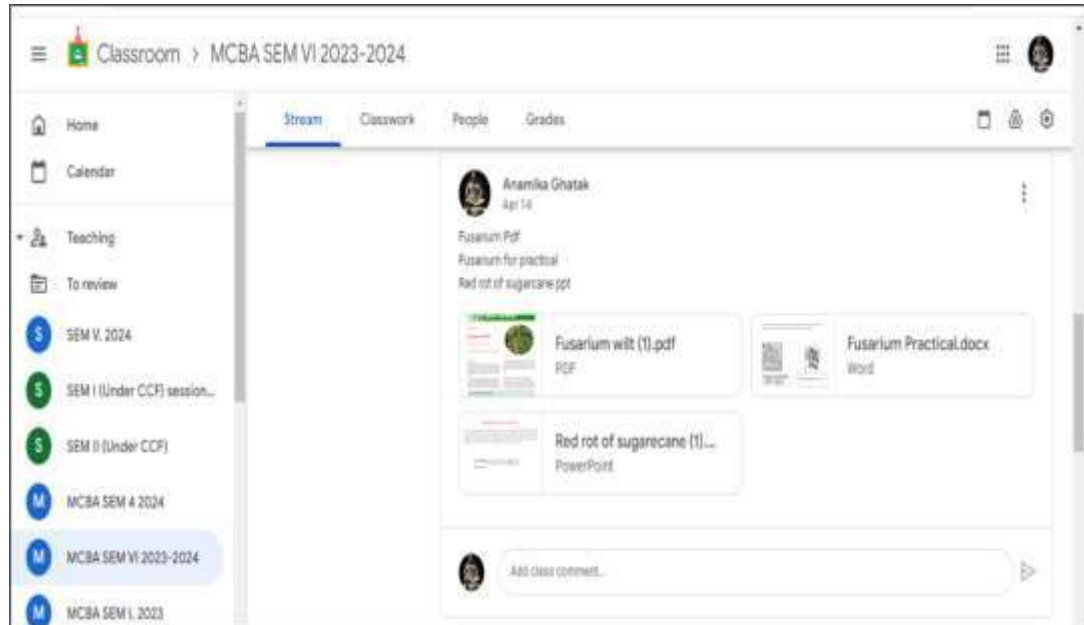 Classroom > MCBA SEM VI 2023-2024
Home
Calendar
Teaching
To review
S SEM V, 2024
S SEM I (Under CCF) session...
S SEM II (Under CCF)
M MCBA SEM 4 2024
M MCBA SEM VI 2023-2024
M MCBA SEM I, 2023
Stream Classwork People Grades
Anamika Ghatak
Apr 14
Fusarium Pdf
Fusarium for practical
Red rot of sugarcane ppt
Fusarium wilt (1).pdf
PDF
Fusarium Practical.docx
Word
Red rot of sugarecane (1)....
PowerPoint
Add class comment...